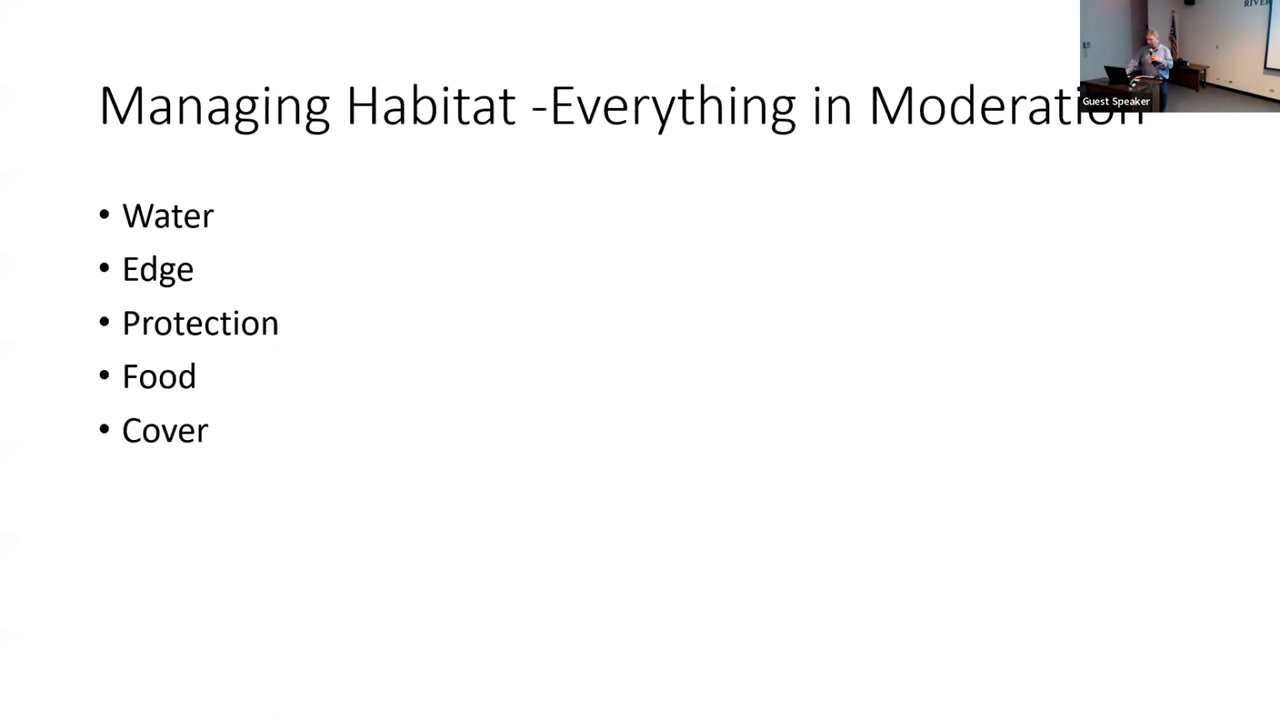 Managing Habitat -Everything in Moderation
• Water
• Edge
• Protection
• Food
• Cover
Guest Speaker